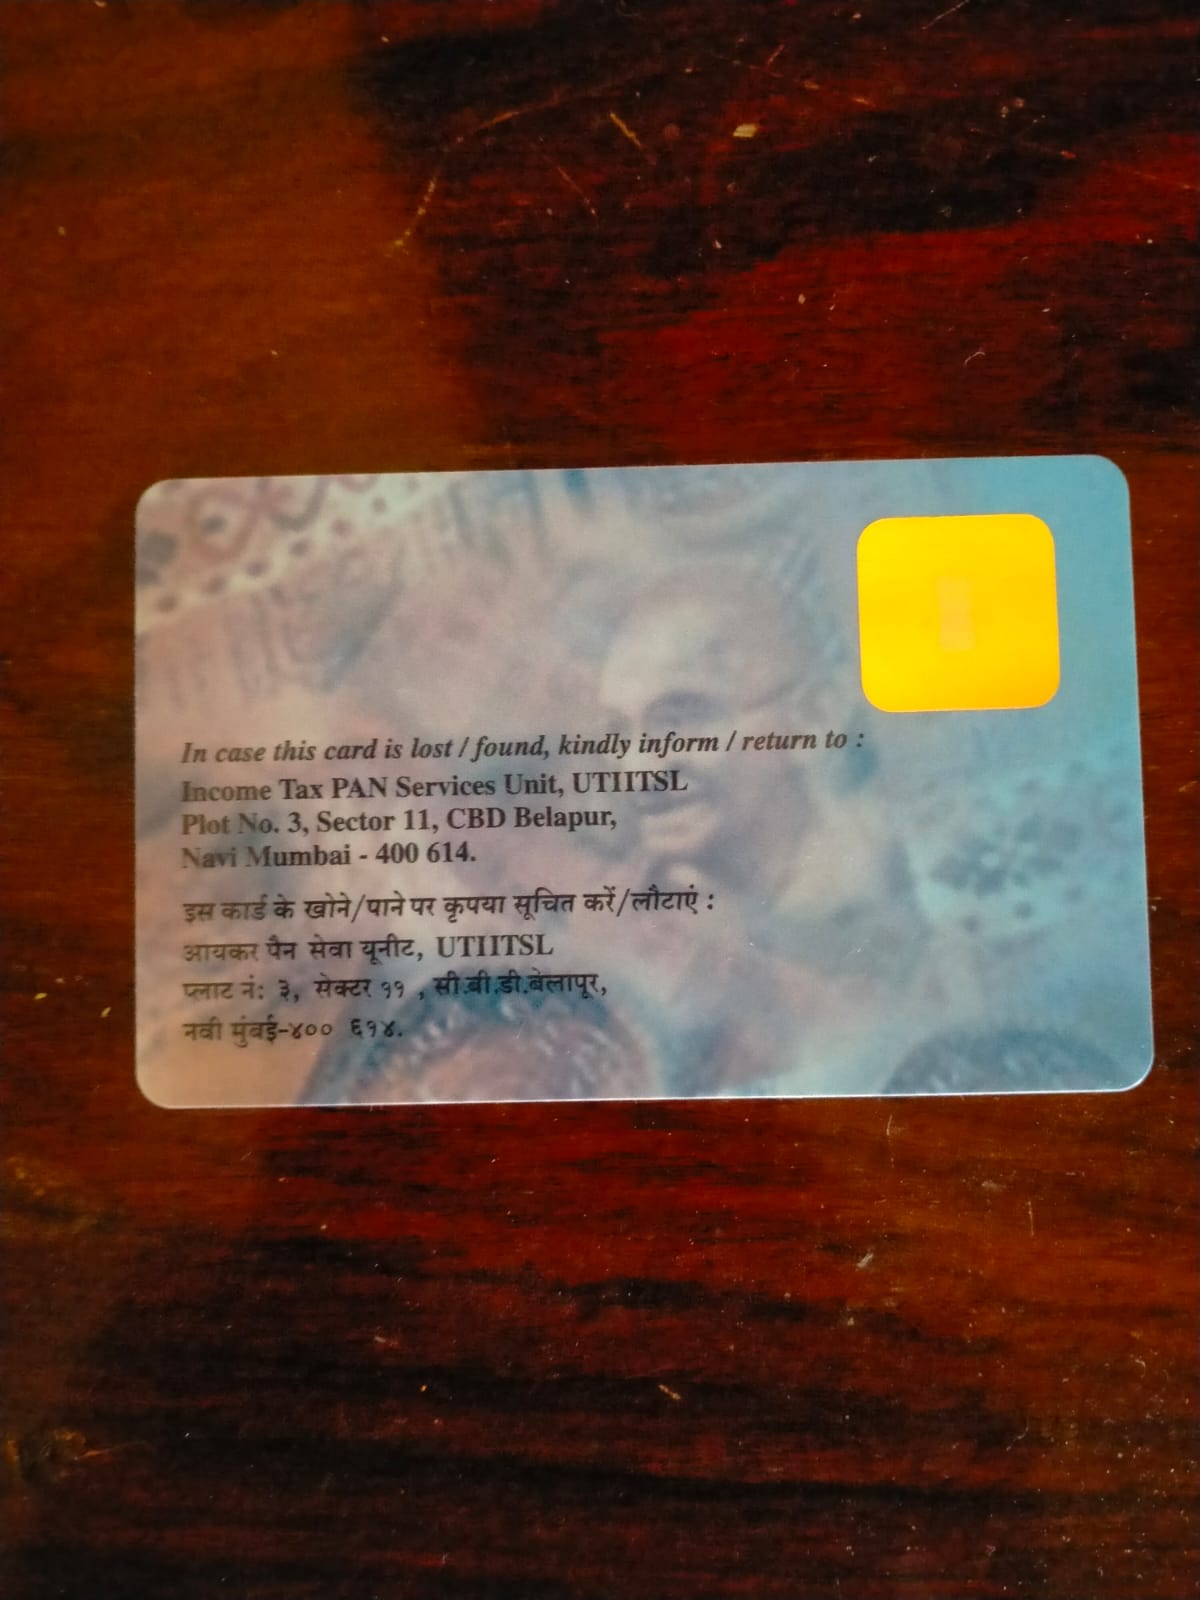 In case this card is lost / found, kindly inform / return to :
Income Tax PAN Services Unit, UTIITSL
Plot No. 3, Sector 11, CBD Belapur,
Navi Mumbai - 400 614.
इस कार्ड के खोने/पाने पर कृपया सूचित करें/लौटाएं :
आयकर पैन सेवा यूनीट, UTIITSL
प्लाट नं: ३, सेक्टर ११ , सी.बी.डी.बेलापूर,
नवी मुंबई-४०० ६१४.